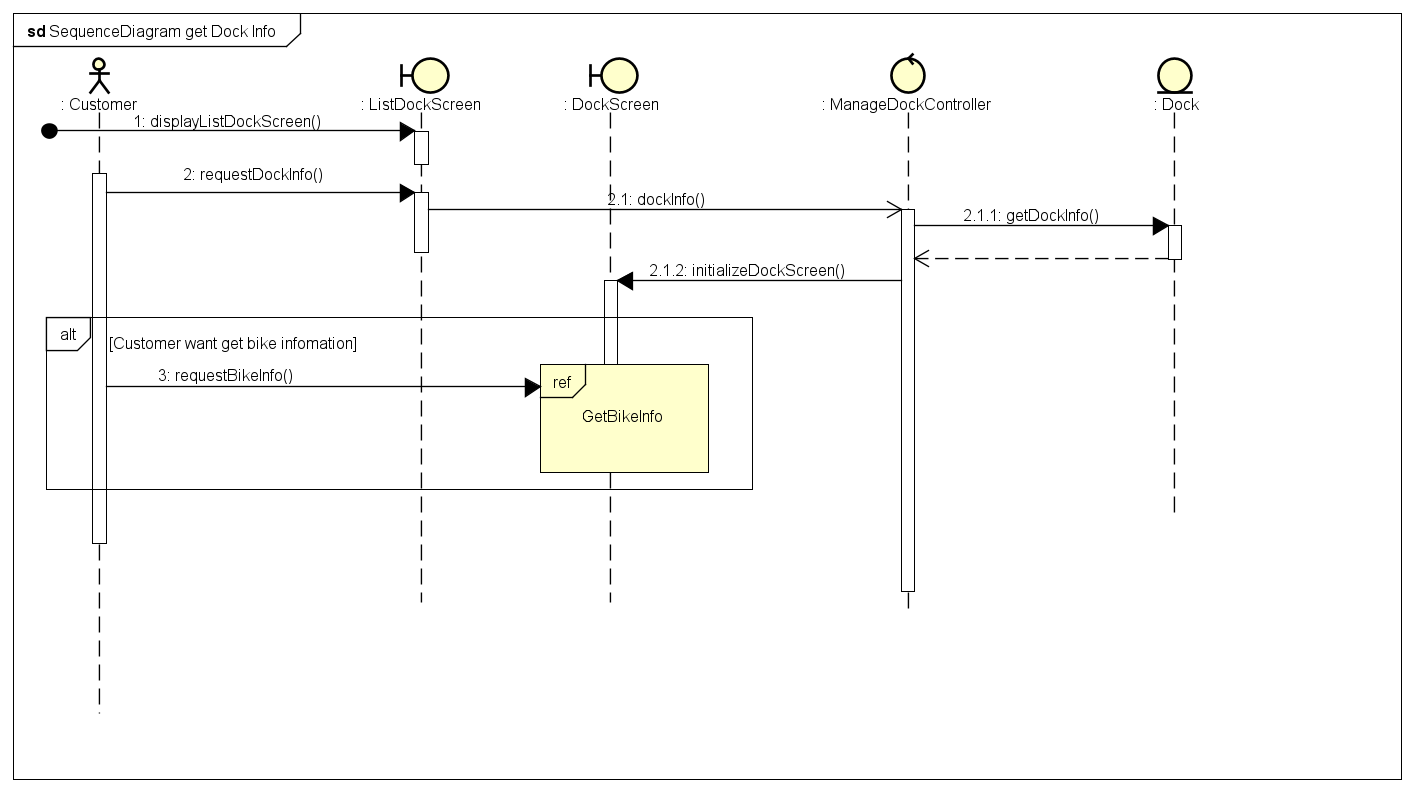 sd SequenceDiagram get Dock Info
: Customer
: ListDockScreen
: DockScreen
: ManageDockController
: Dock
1: displayListDockScreen()
2: requestDockInfo()
2.1: dockInfo()
2.1.1: getDockInfo()
2.1.2: initializeDockScreen()
alt
[Customer want get bike infomation]
3: requestBikeInfo()
ref
GetBikeInfo